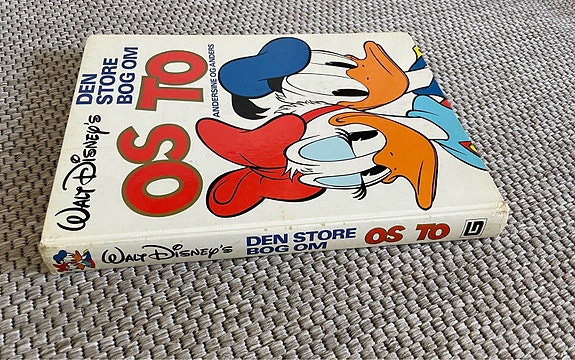 WALT DISNEY'S
DEN
STORE
BOG OM
OS TO
ANDERSINE OG ANDERS
WALT DISNEY'S
DEN STORE
BOG OM
OS TO